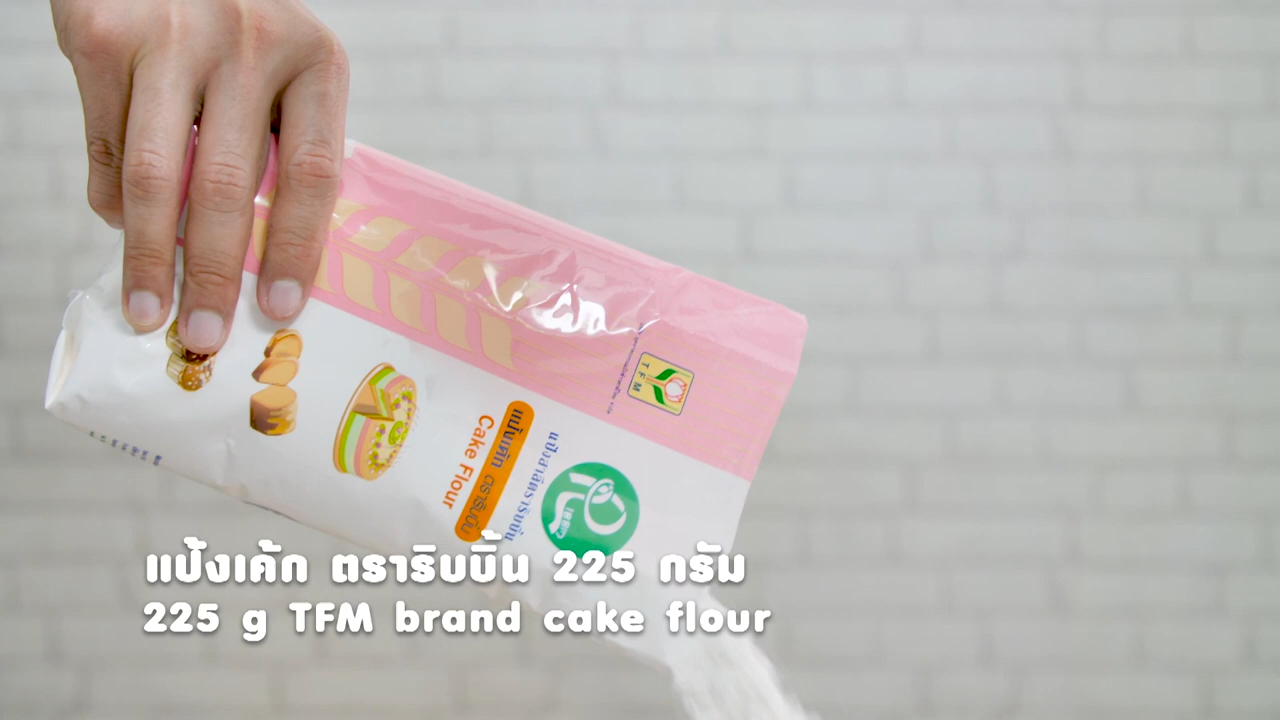 TFM
แป้งสาลีตราริบบิ้น
แป้งเค้ก ตราริบบิ้น
Cake Flour
แป้งเค้ก ตราริบบิ้น 225 กรัม
225 g TFM brand cake flour